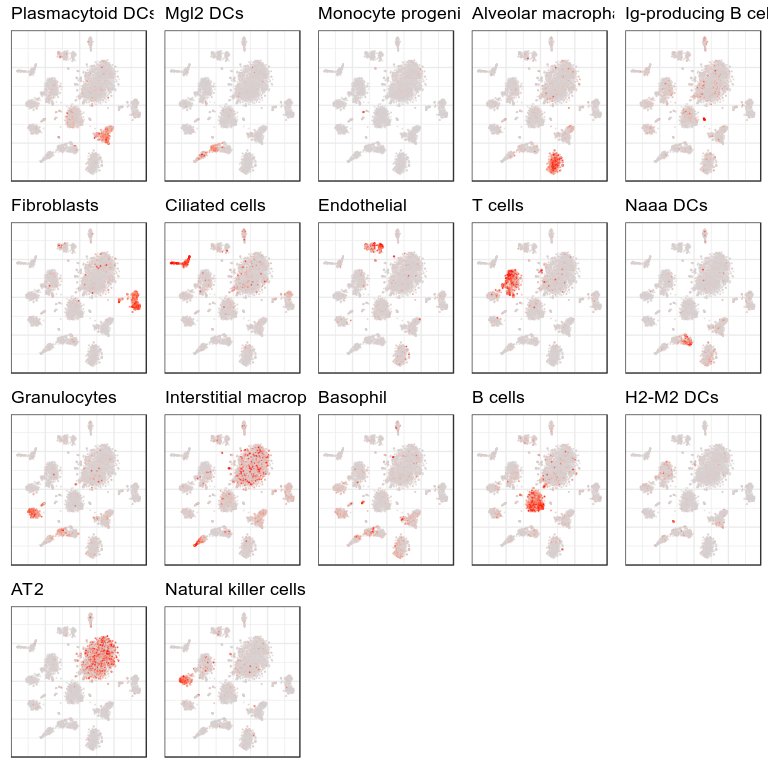 Plasmacytoid DCs
Mgl2 DCs
Monocyte progeni
Alveolar macropha
Ig-producing B cel
Fibroblasts
Ciliated cells
Endothelial
T cells
Naaa DCs
Granulocytes
Interstitial macrop
Basophil
B cells
H2-M2 DCs
AT2
Natural killer cells